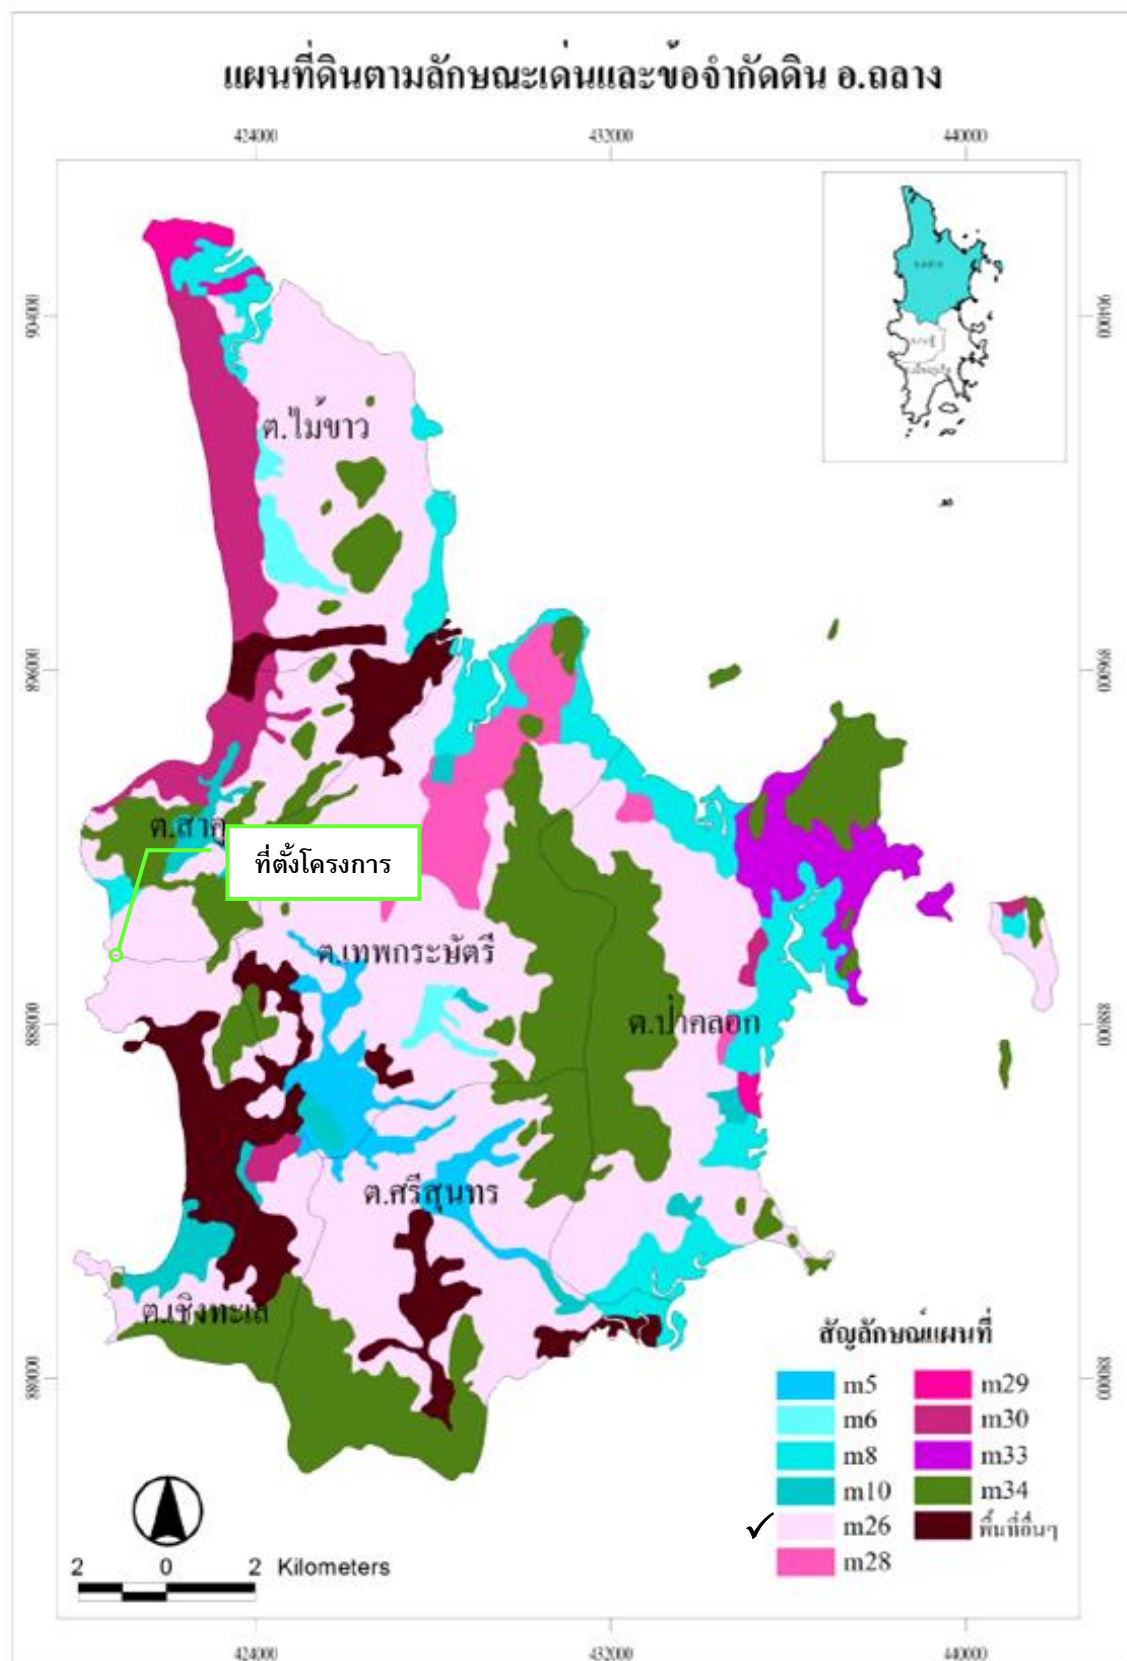 แผนที่ดินตามลักษณะเด่นและข้อจำกัดดิน อ.ถลาง
424000 432000 440000
904000 904000
ต.ไม้ขาว
896000 896000
ต.สาคู
ที่ตั้งโครงการ
ต.เทพกระษัตรี
888000 888000
ต.ป่าคลอก
ต.ศรีสุนทร
ต.เชิงทะเล
880000 88000
สัญลักษณ์แผนที่
m5 m29
m6 m30
m8 m33
m10 m34
✓ m26 พื้นที่อื่นๆ
m28
2 0 2 Kilometers
424000 432000 440000